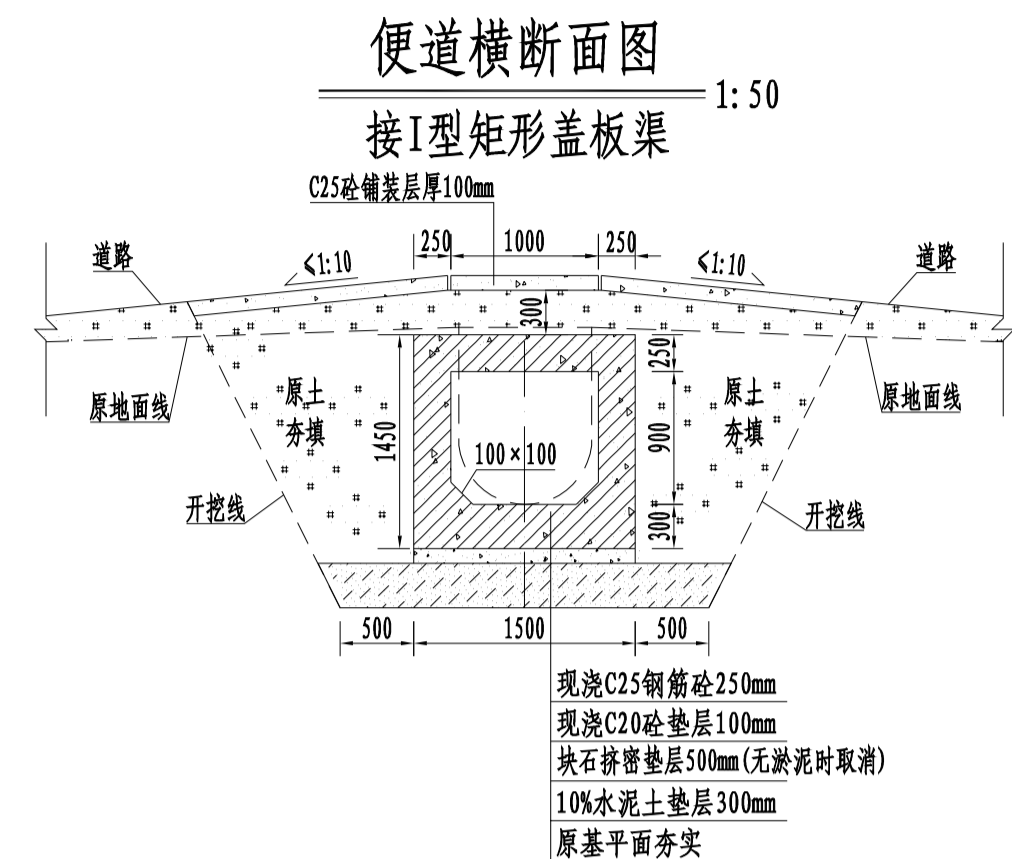 便道横断面图
1:50
接I型矩形盖板渠
C25砼铺装层厚100mm
250
1000
250
道路
≤1:10
≤1:10
道路
300
250
原地面线
原土
夯填
1450
900
原土
夯填
原地面线
100×100
开挖线
300
开挖线
500
1500
500
现浇C25钢筋砼250mm
现浇C20砼垫层100mm
块石挤密垫层500mm(无淤泥时取消)
10%水泥土垫层300mm
原基平面夯实